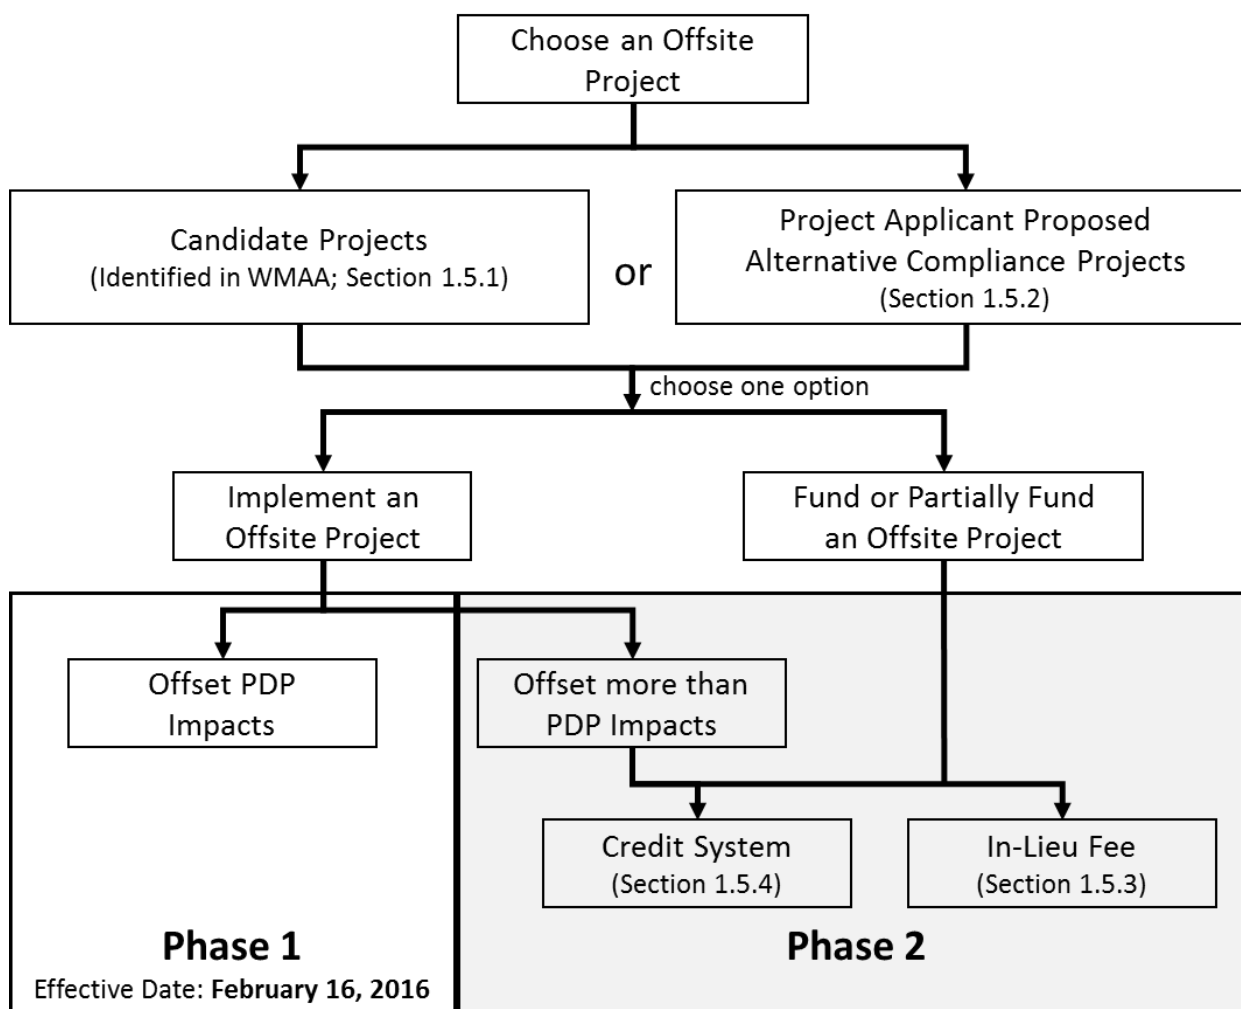 Choose an Offsite
Project
Candidate Projects
(Identified in WMAA; Section 1.5.1)
or
Project Applicant Proposed
Alternative Compliance Projects
(Section 1.5.2)
choose one option
Implement an
Offsite Project
Fund or Partially Fund
an Offsite Project
Offset PDP
Impacts
Offset more than
PDP Impacts
Credit System
(Section 1.5.4)
In-Lieu Fee
(Section 1.5.3)
Phase 1
Effective Date: February 16, 2016
Phase 2